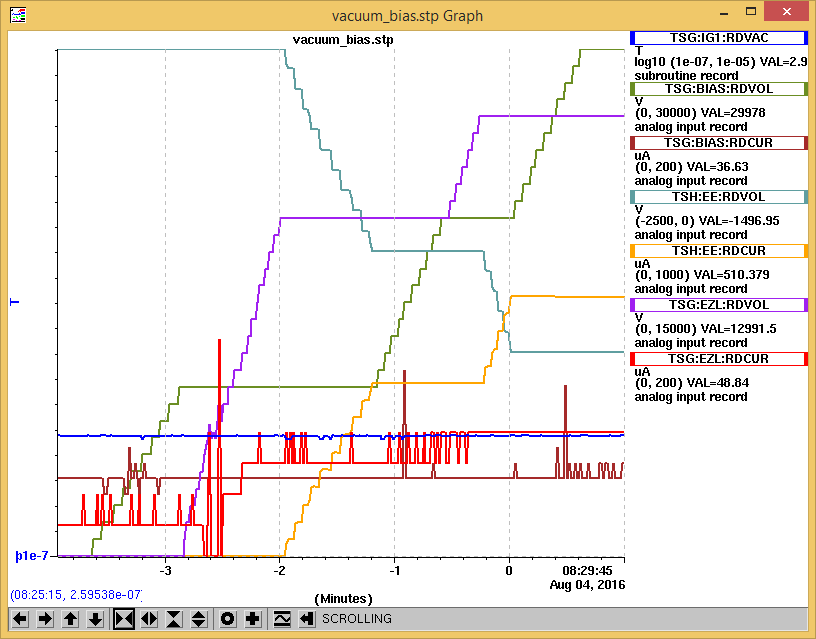 vacuum_bias.stp Graph
vacuum_bias.stp
TSG:IG1:RDVAC
T
log10 (1e-07, 1e-05) VAL=2.9
subroutine record
TSG:BIAS:RDVOL
V
(0, 30000) VAL=29978
analog input record
TSG:BIAS:RDCUR
uA
(0, 200) VAL=36.63
analog input record
TSH:EE:RDVOL
V
(-2500, 0) VAL=-1496.95
analog input record
TSH:EE:RDCUR
uA
(0, 1000) VAL=510.379
analog input record
TSG:EZL:RDVOL
V
(0, 15000) VAL=12991.5
analog input record
TSG:EZL:RDCUR
uA
(0, 200) VAL=48.84
analog input record
T
1e-7
-3 -2 -1 0 08:29:45
Aug 04, 2016
(08:25:15, 2.59538e-07)
(Minutes)
SCROLLING